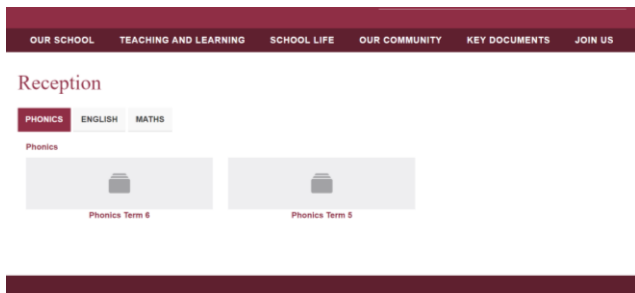 OUR SCHOOL TEACHING AND LEARNING SCHOOL LIFE OUR COMMUNITY KEY DOCUMENTS JOIN US
Reception
PHONICS ENGLISH MATHS
Phonics
Phonics Term 6 Phonics Term 5